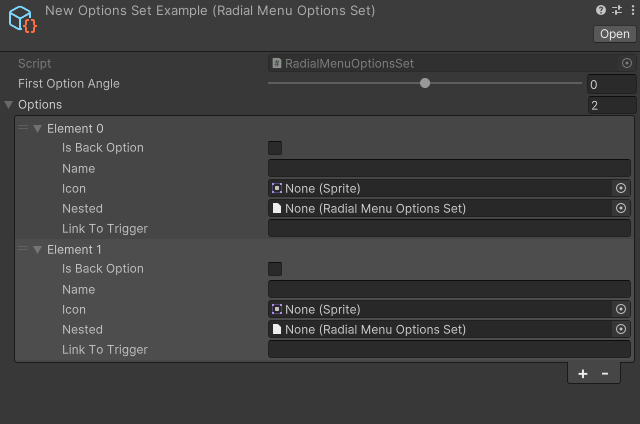 New Options Set Example (Radial Menu Options Set)
Open
Script RadialMenuOptionsSet
First Option Angle 0
Options 2
Element 0
Is Back Option
Name
Icon None (Sprite)
Nested None (Radial Menu Options Set)
Link To Trigger
Element 1
Is Back Option
Name
Icon None (Sprite)
Nested None (Radial Menu Options Set)
Link To Trigger
+ -